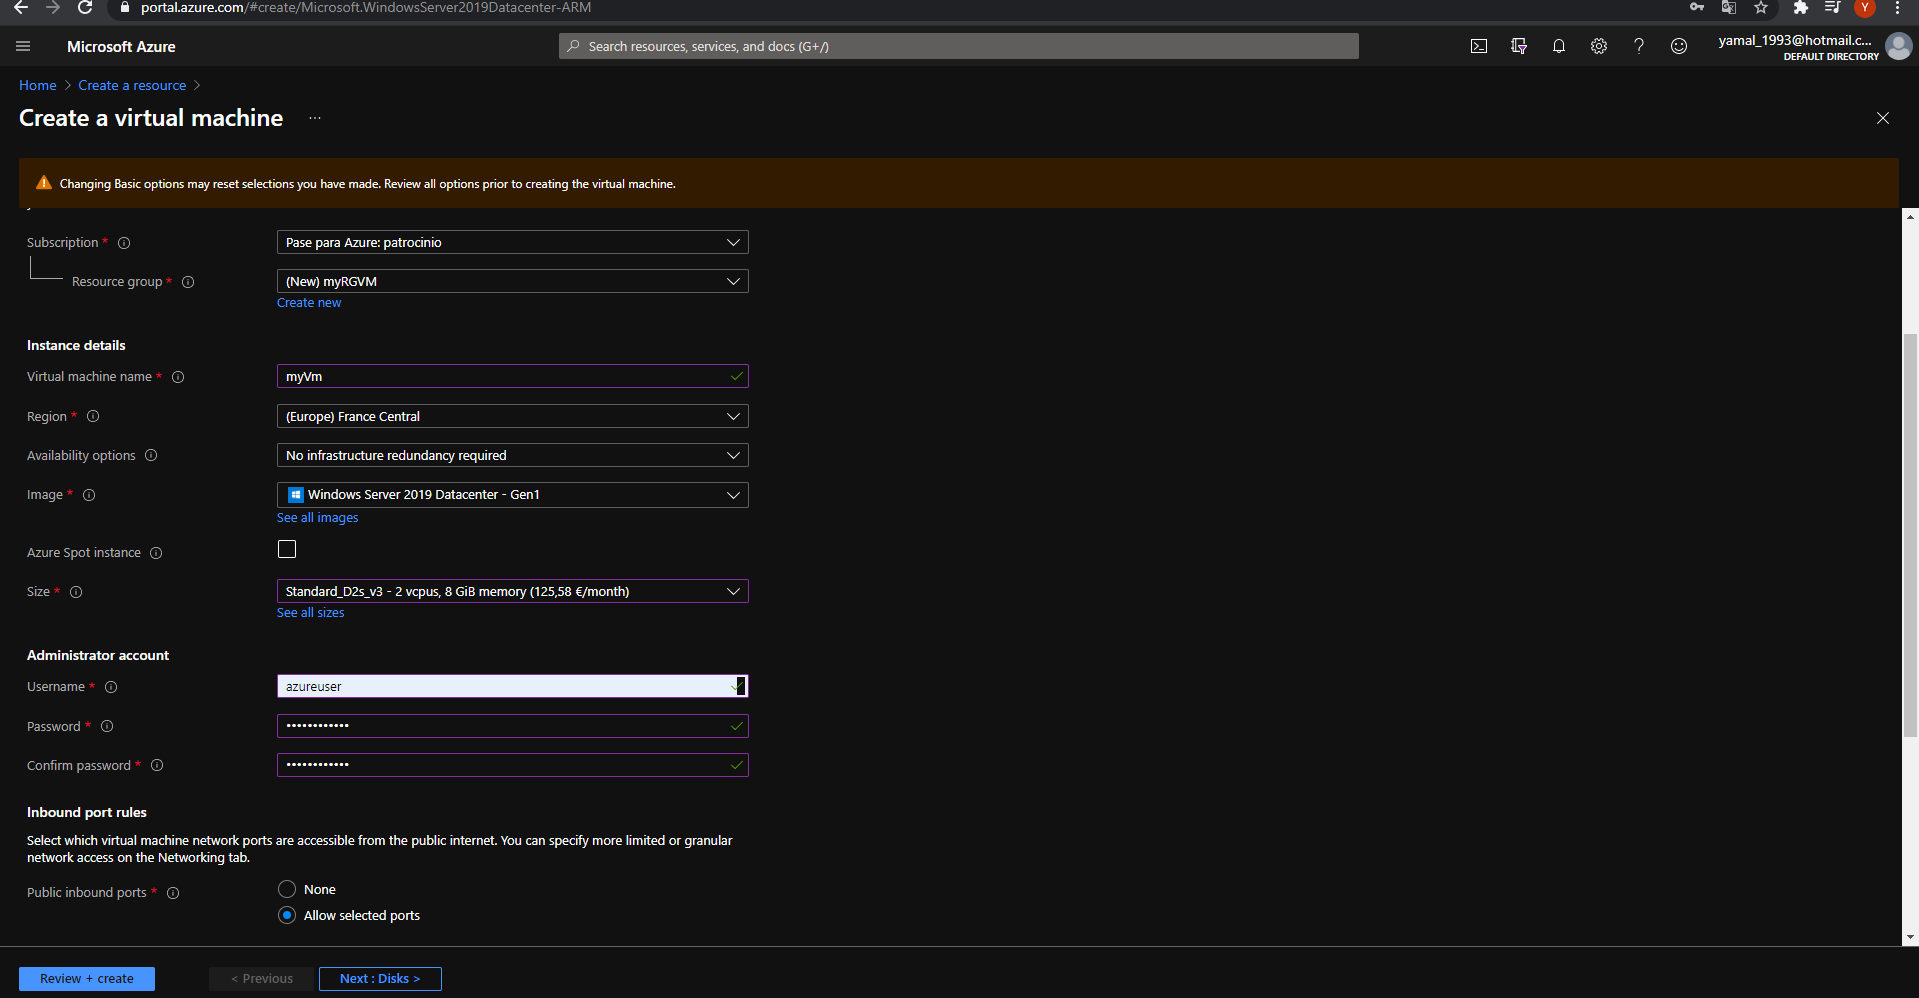 portal.azure.com/#create/Microsoft.WindowsServer2019Datacenter-ARM
Y
Microsoft Azure
Search resources, services, and docs (G+/)
yamal_1993@hotmail.c...
DEFAULT DIRECTORY
Home > Create a resource >
Create a virtual machine ...
Changing Basic options may reset selections you have made. Review all options prior to creating the virtual machine.
Subscription * Pase para Azure: patrocinio
Resource group * (New) myRGVM
Create new
Instance details
Virtual machine name * myVm
Region * (Europe) France Central
Availability options No infrastructure redundancy required
Image * Windows Server 2019 Datacenter - Gen1
See all images
Azure Spot instance
Size * Standard_D2s_v3 - 2 vcpus, 8 GiB memory (125,58 €/month)
See all sizes
Administrator account
Username * azureuser
Password * ••••••••••••
Confirm password * ••••••••••••
Inbound port rules
Select which virtual machine network ports are accessible from the public internet. You can specify more limited or granular
network access on the Networking tab.
Public inbound ports * None
Allow selected ports
Review + create < Previous Next : Disks >